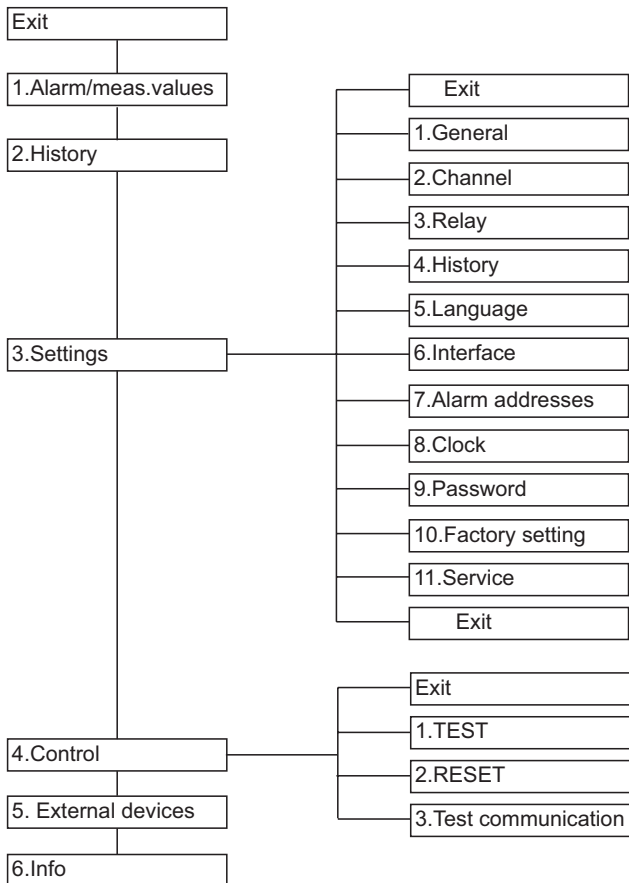 Exit
1.Alarm/meas.values
2.History
3.Settings
Exit
1.General
2.Channel
3.Relay
4.History
5.Language
6.Interface
7.Alarm addresses
8.Clock
9.Password
10.Factory setting
11.Service
Exit
4.Control
Exit
1.TEST
2.RESET
3.Test communication
5. External devices
6.Info